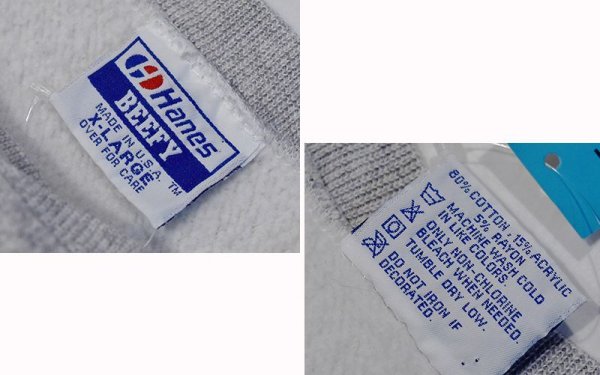 Hanes
BEEFY ™
MADE IN U.S.A.
X-LARGE
OVER FOR CARE
80% COTTON : 15% ACRYLIC
5% RAYON
MACHINE WASH COLD
IN LIKE COLORS.
ONLY NON-CHLORINE
BLEACH WHEN NEEDED.
TUMBLE DRY LOW.
DO NOT IRON IF
DECORATED.